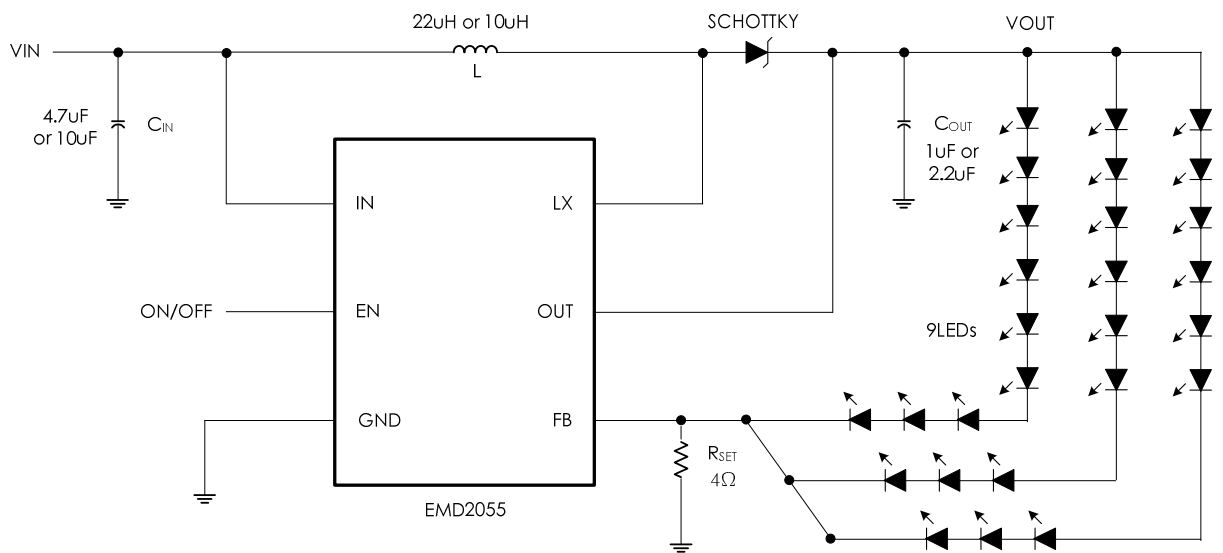 22uH or 10uH
SCHOTTKY
VOUT
VIN
L
4.7uF
or 10uF
CIN
COUT
1uF or
2.2uF
IN
LX
ON/OFF
EN
OUT
9LEDs
GND
FB
RSET
4Ω
EMD2055